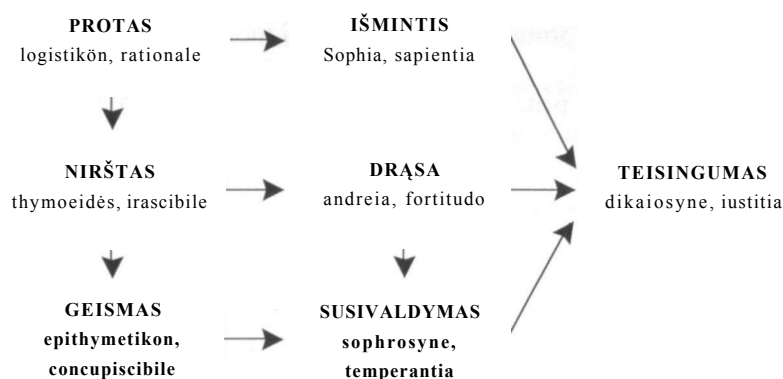 PROTAS
logistikön, rationale
IŠMINTIS
Sophia, sapientia
NIRŠTAS
thymoeidės, irascibile
DRĄSA
andreia, fortitudo
TEISINGUMAS
dikaiosyne, iustitia
GEISMAS
epithymetikon,
concupiscibile
SUSIVALDYMAS
sophrosyne,
temperantia